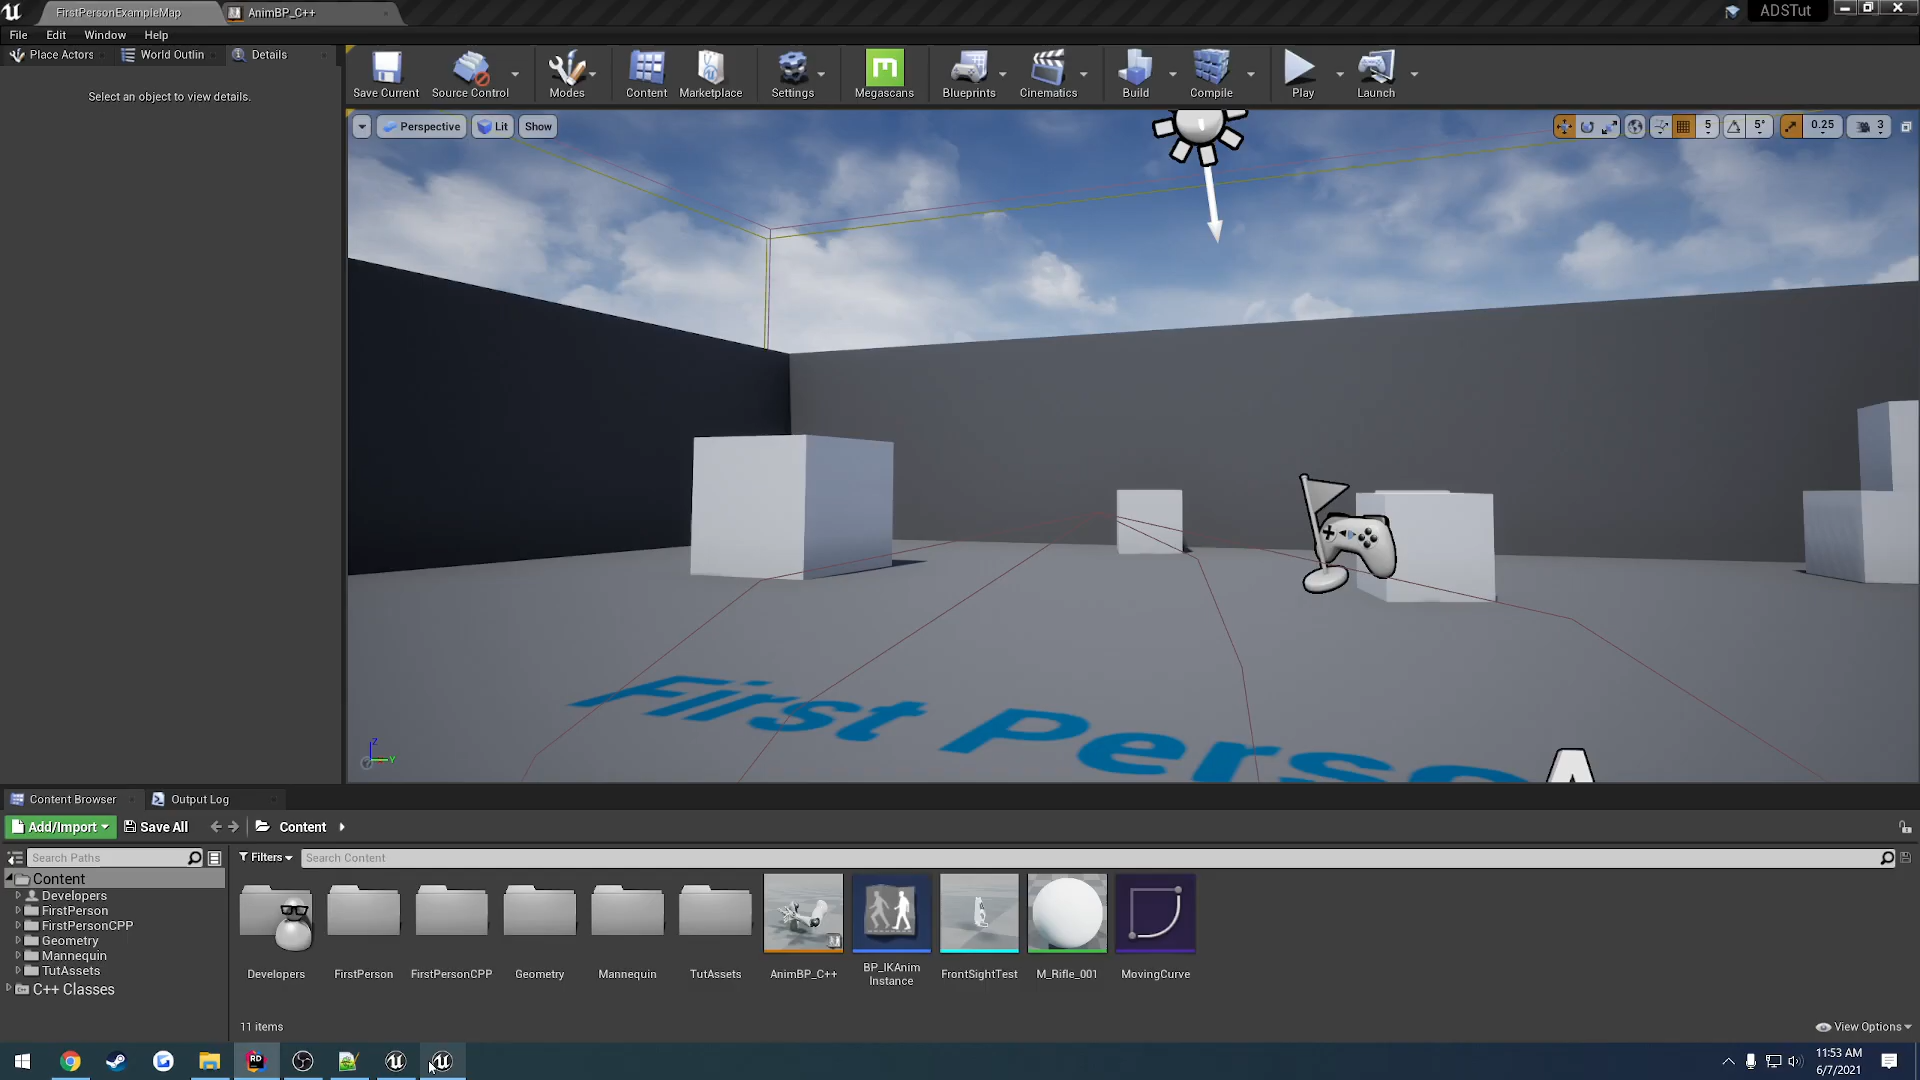 FirstPersonExampleMap
AnimBP_C++
ADSTut
File Edit Window Help
Place Actors
World Outlin
Details
Select an object to view details.
Save Current
Source Control
Modes
Content
Marketplace
Settings
Megascans
Blueprints
Cinematics
Build
Compile
Play
Launch
Perspective
Lit
Show
5
5°
0.25
3
First Perso
Z
Y
Content Browser
Output Log
Add/Import
Save All
Content
Search Paths
Filters
Search Content
Content
Developers
FirstPerson
FirstPersonCPP
Geometry
Mannequin
TutAssets
C++ Classes
Developers
FirstPerson
FirstPersonCPP
Geometry
Mannequin
TutAssets
AnimBP_C++
BP_IKAnim
Instance
FrontSightTest
M_Rifle_001
MovingCurve
11 items
View Options
RD
11:53 AM
6/7/2021